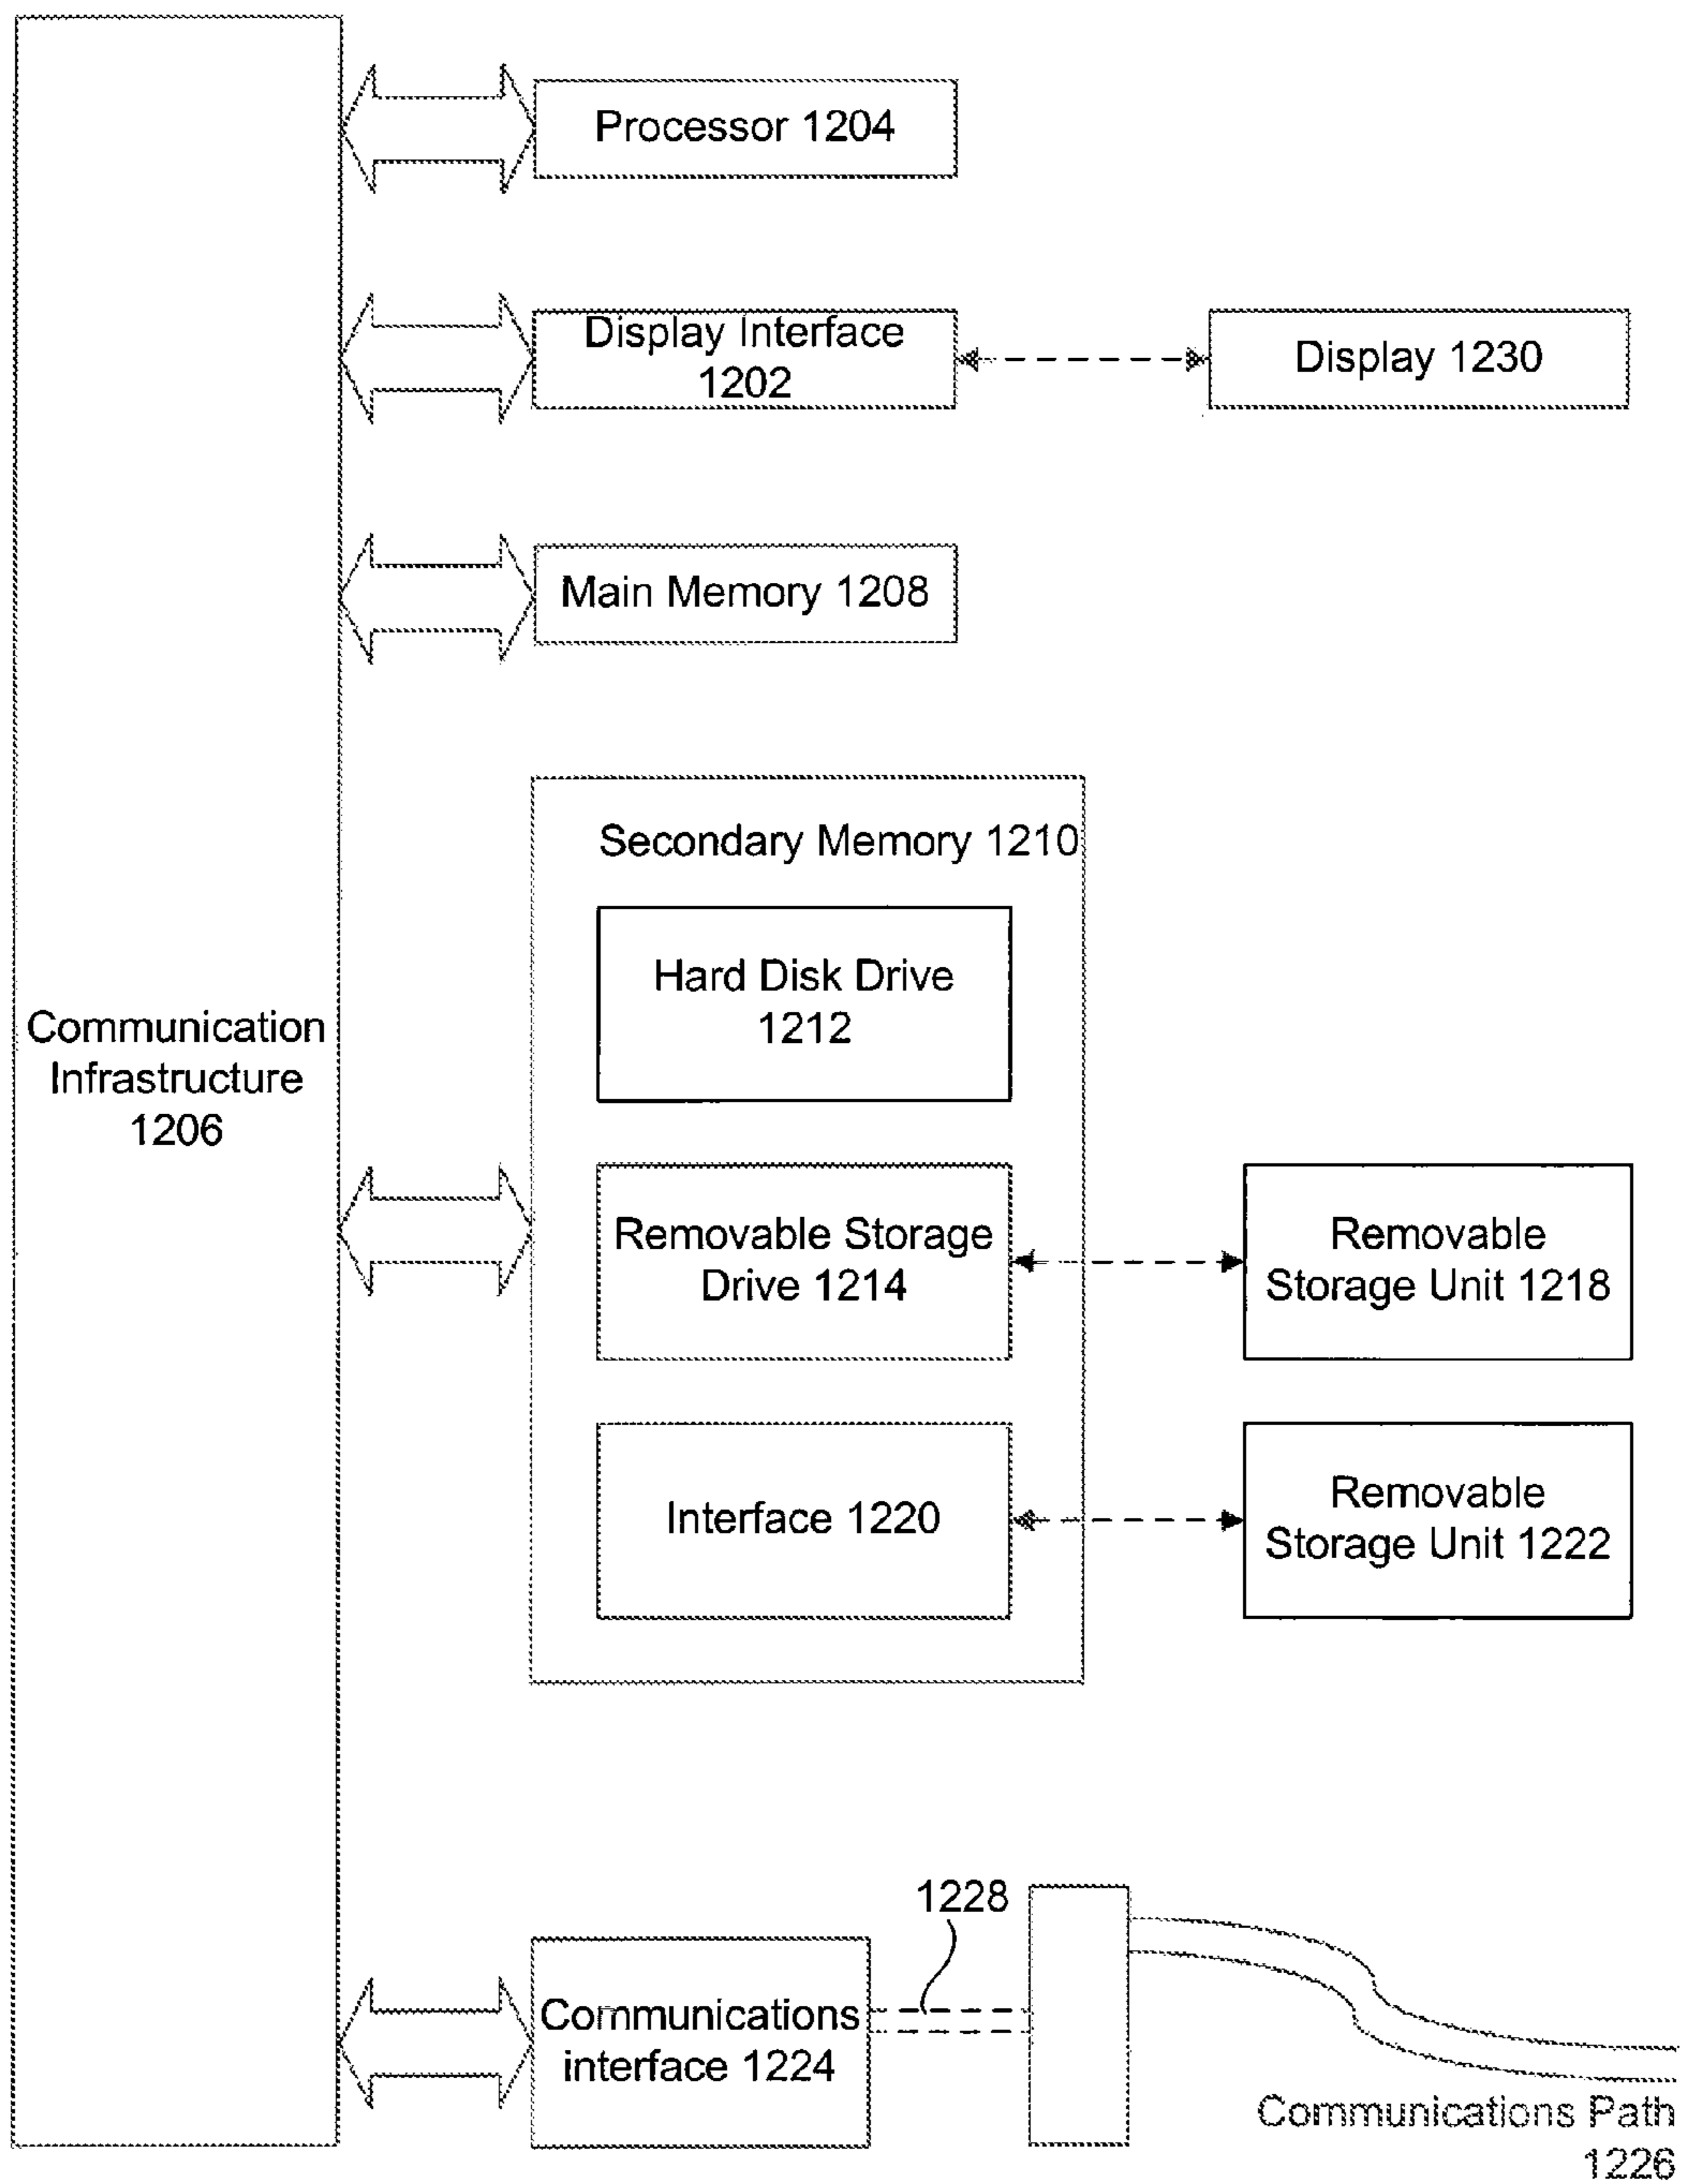 Processor 1204
Display Interface
1202
Display 1230
Main Memory 1208
Secondary Memory 1210
Hard Disk Drive
1212
Communication
Infrastructure
1206
Removable Storage
Drive 1214
Removable
Storage Unit 1218
Interface 1220
Removable
Storage Unit 1222
1228
Communications
interface 1224
Communications Path
1226